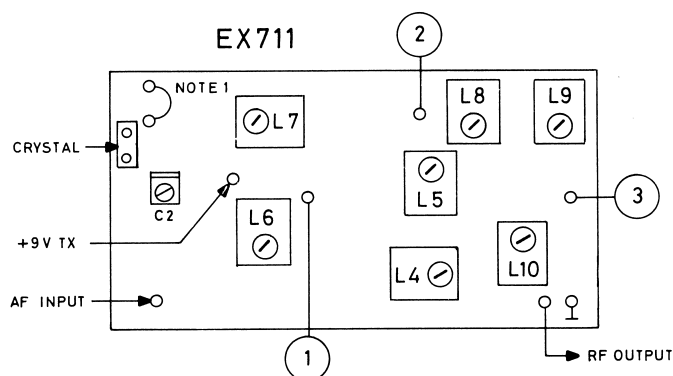 EX711
2
NOTE 1
L8
L9
L7
CRYSTAL
L5
3
C2
L6
+9V TX
L10
L4
AF INPUT
1
RF OUTPUT